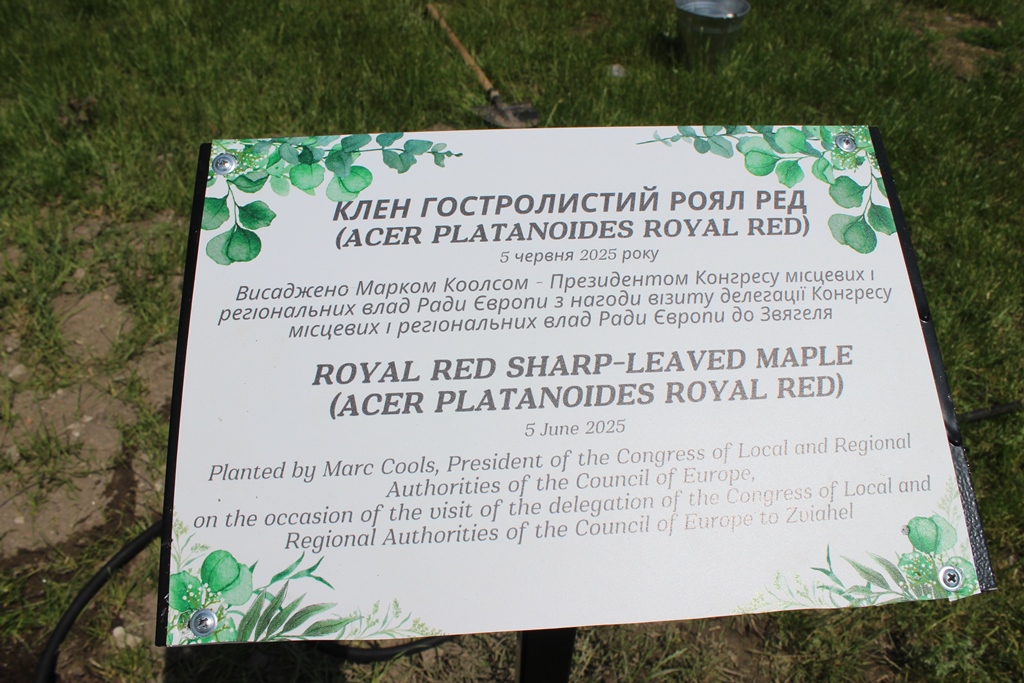 КЛЕН ГОСТРОЛИСТИЙ РОЯЛ РЕД
(ACER PLATANOIDES ROYAL RED)
5 червня 2025 року
Висаджено Марком Коолсом - Президентом Конгресу місцевих і
регіональних влад Ради Європи з нагоди візиту делегації Конгресу
місцевих і регіональних влад Ради Європи до Звягеля
ROYAL RED SHARP-LEAVED MAPLE
(ACER PLATANOIDES ROYAL RED)
5 June 2025
Planted by Marc Cools, President of the Congress of Local and Regional
Authorities of the Council of Europe,
on the occasion of the visit of the delegation of the Congress of Local and
Regional Authorities of the Council of Europe to Zviahel